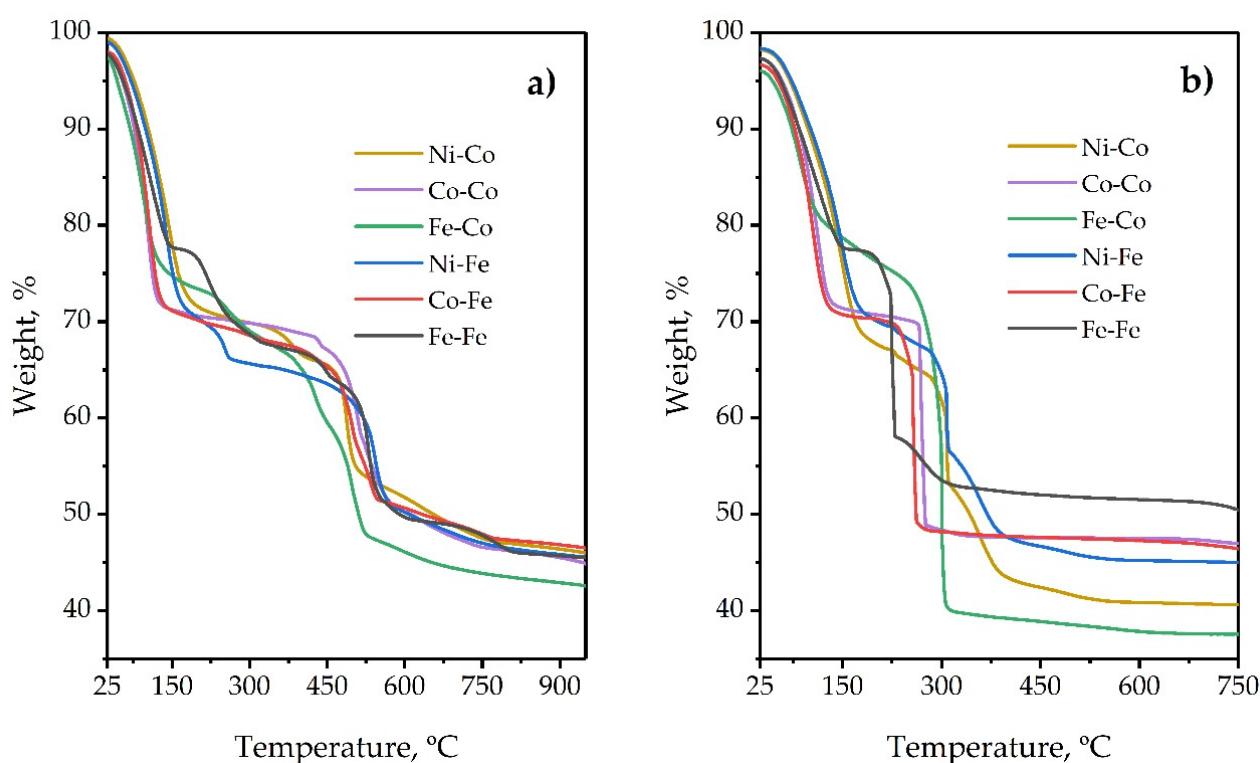 a)
100
90
80
70
60
50
40
Weight, %
Ni-Co
Co-Co
Fe-Co
Ni-Fe
Co-Fe
Fe-Fe
25 150 300 450 600 750 900
Temperature, ºC
b)
100
90
80
70
60
50
40
Weight, %
Ni-Co
Co-Co
Fe-Co
Ni-Fe
Co-Fe
Fe-Fe
25 150 300 450 600 750
Temperature, ºC